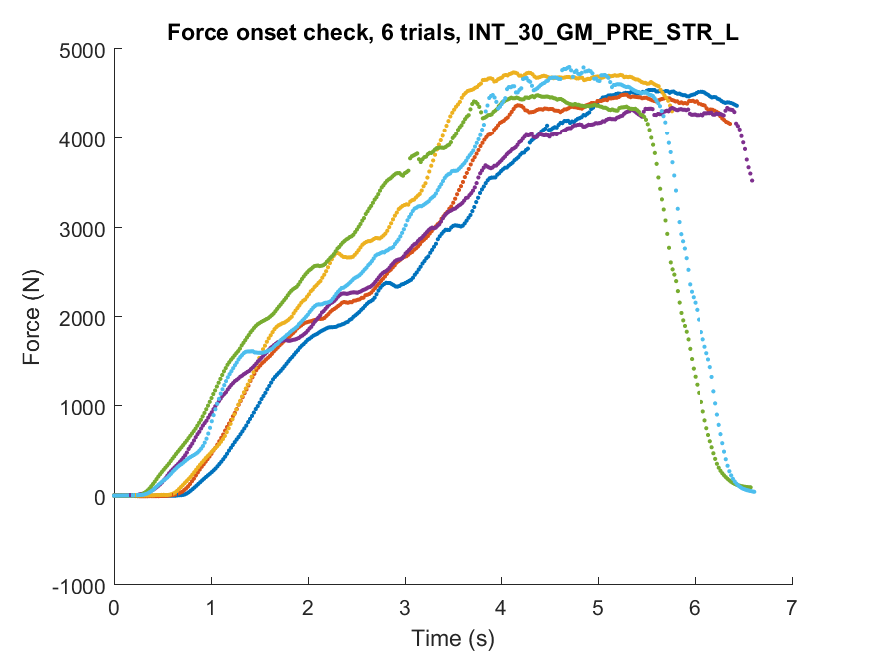 Force onset check, 6 trials, INT_30_GM_PRE_STR_L
5000
4000
3000
2000
1000
0
-1000
Force (N)
0 1 2 3 4 5 6 7
Time (s)